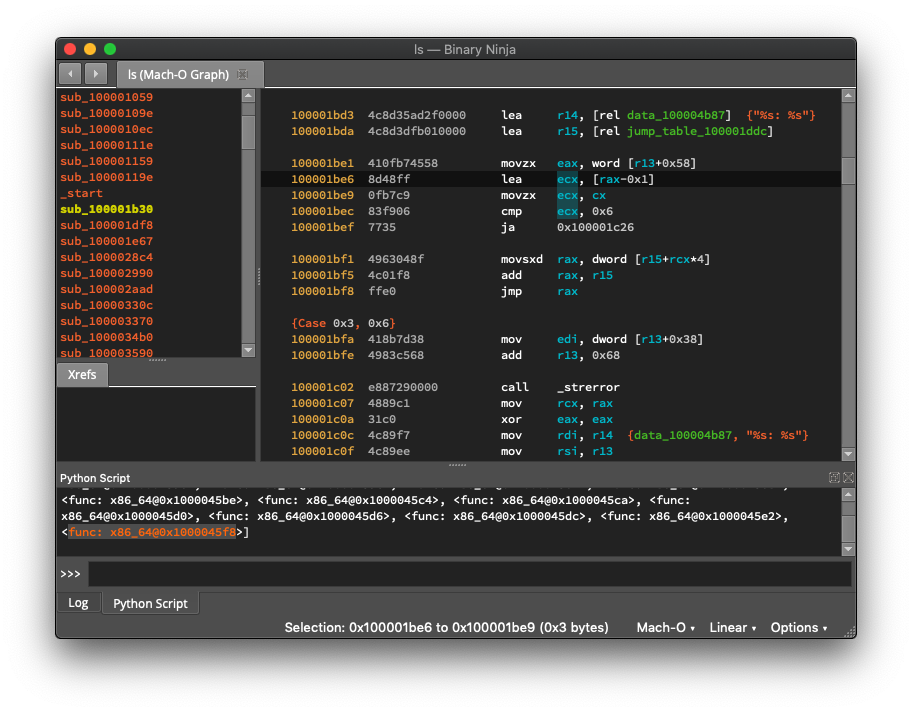 ls — Binary Ninja
ls (Mach-O Graph)
sub_100001059
sub_10000109e
sub_1000010ec
sub_10000111e
sub_100001159
sub_10000119e
_start
sub_100001b30
sub_100001df8
sub_100001e67
sub_1000028c4
sub_100002990
sub_100002aad
sub_10000330c
sub_100003370
sub_1000034b0
sub_100003590
Xrefs
100001bd3 4c8d35ad2f0000 lea r14, [rel data_100004b87] {"%s: %s"}
100001bda 4c8d3dfb010000 lea r15, [rel jump_table_100001ddc]
100001be1 410fb74558 movzx eax, word [r13+0x58]
100001be6 8d48ff lea ecx, [rax-0x1]
100001be9 0fb7c9 movzx ecx, cx
100001bec 83f906 cmp ecx, 0x6
100001bef 7735 ja 0x100001c26
100001bf1 4963048f movsxd rax, dword [r15+rcx*4]
100001bf5 4c01f8 add rax, r15
100001bf8 ffe0 jmp rax
{Case 0x3, 0x6}
100001bfa 418b7d38 mov edi, dword [r13+0x38]
100001bfe 4983c568 add r13, 0x68
100001c02 e887290000 call _strerror
100001c07 4889c1 mov rcx, rax
100001c0a 31c0 xor eax, eax
100001c0c 4c89f7 mov rdi, r14 {data_100004b87, "%s: %s"}
100001c0f 4c89ee mov rsi, r13
Python Script
<func: x86_64@0x1000045be>, <func: x86_64@0x1000045c4>, <func: x86_64@0x1000045ca>, <func:
x86_64@0x1000045d0>, <func: x86_64@0x1000045d6>, <func: x86_64@0x1000045dc>, <func: x86_64@0x1000045e2>,
<func: x86_64@0x1000045f8>]
>>>
Log
Python Script
Selection: 0x100001be6 to 0x100001be9 (0x3 bytes)
Mach-O
Linear
Options